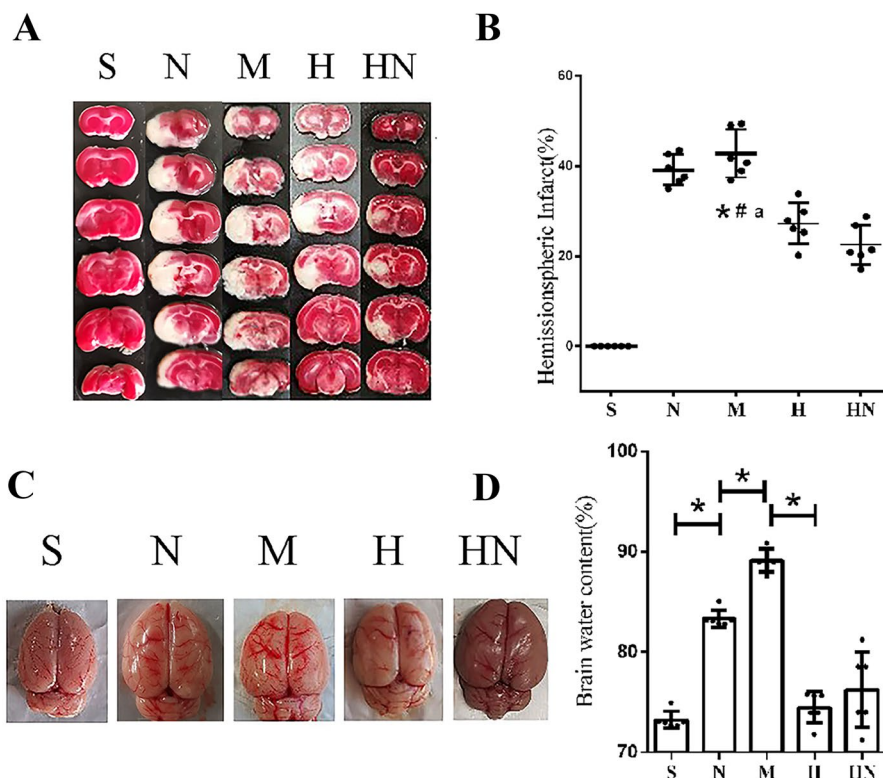 A
S N M H HN
B
60
40
20
0
Hemissionspheric Infarct(%)
* # a
S N M H HN
C
S N M H HN
D
100
90
80
70
Brain water content(%)
* * *
S N M H HN